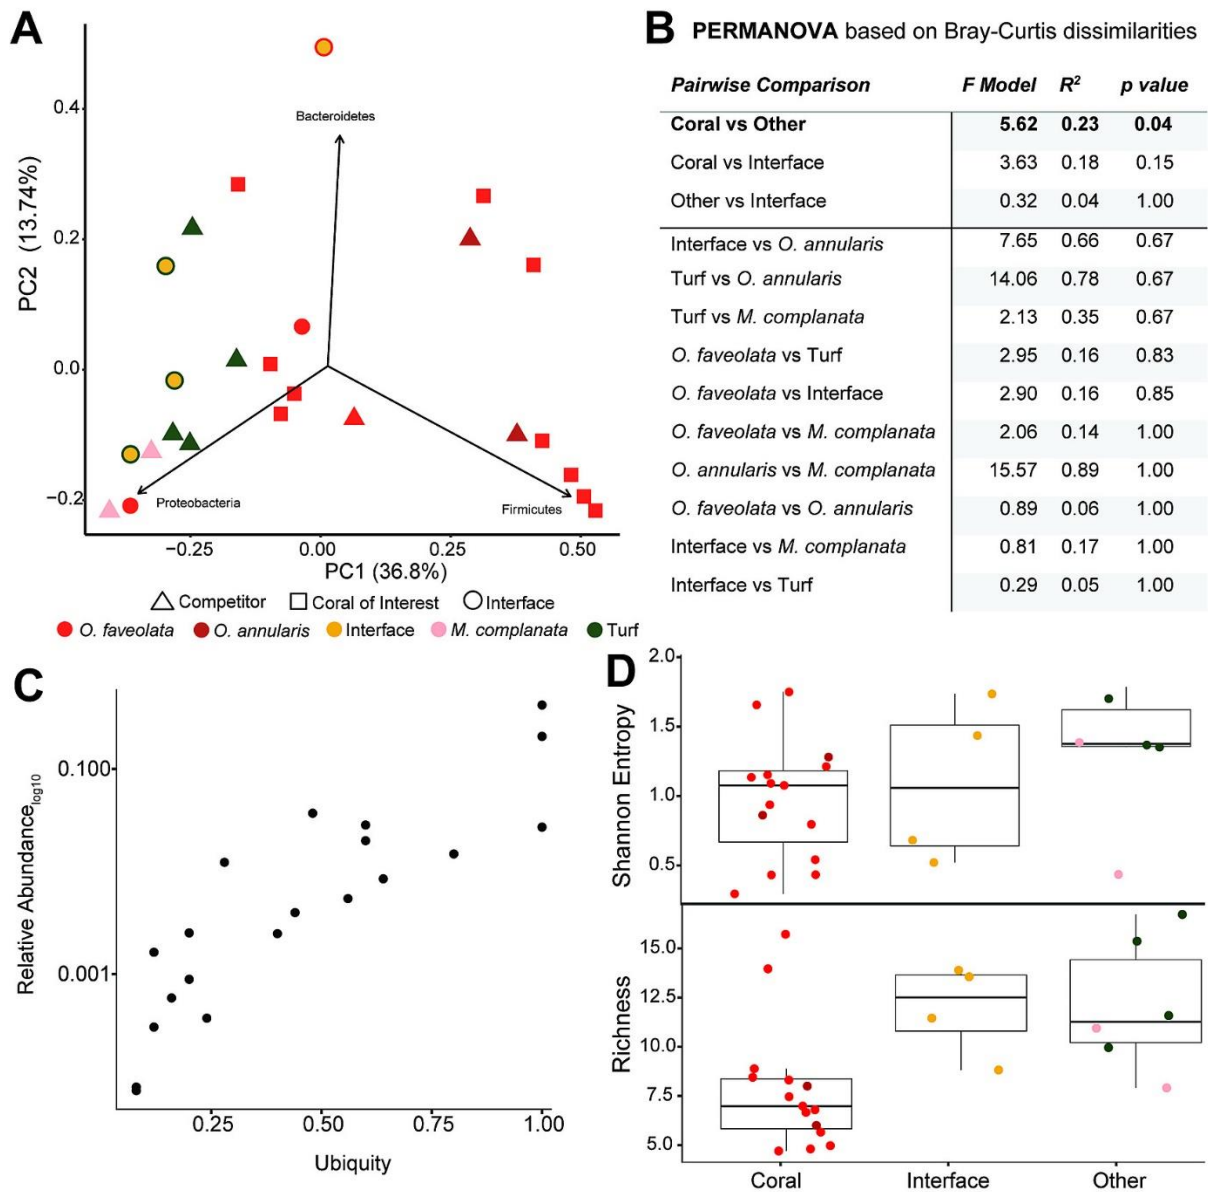 A
PC2 (13.74%)
0.4
0.2
0.0
−0.2
Bacteroidetes
Proteobacteria
Firmicutes
−0.25 0.00 0.25 0.50
PC1 (36.8%)
Competitor Coral of Interest Interface
O. faveolata O. annularis Interface M. complanata Turf
B PERMANOVA based on Bray-Curtis dissimilarities
Pairwise Comparison F Model R² p value
Coral vs Other 5.62 0.23 0.04
Coral vs Interface 3.63 0.18 0.15
Other vs Interface 0.32 0.04 1.00
Interface vs O. annularis 7.65 0.66 0.67
Turf vs O. annularis 14.06 0.78 0.67
Turf vs M. complanata 2.13 0.35 0.67
O. faveolata vs Turf 2.95 0.16 0.83
O. faveolata vs Interface 2.90 0.16 0.85
O. faveolata vs M. complanata 2.06 0.14 1.00
O. annularis vs M. complanata 15.57 0.89 1.00
O. faveolata vs O. annularis 0.89 0.06 1.00
Interface vs M. complanata 0.81 0.17 1.00
Interface vs Turf 0.29 0.05 1.00
C
Relative Abundance log10
0.100
0.001
0.25 0.50 0.75 1.00
Ubiquity
D
Shannon Entropy
2.0
1.5
1.0
0.5
Richness
15.0
12.5
10.0
7.5
5.0
Coral Interface Other